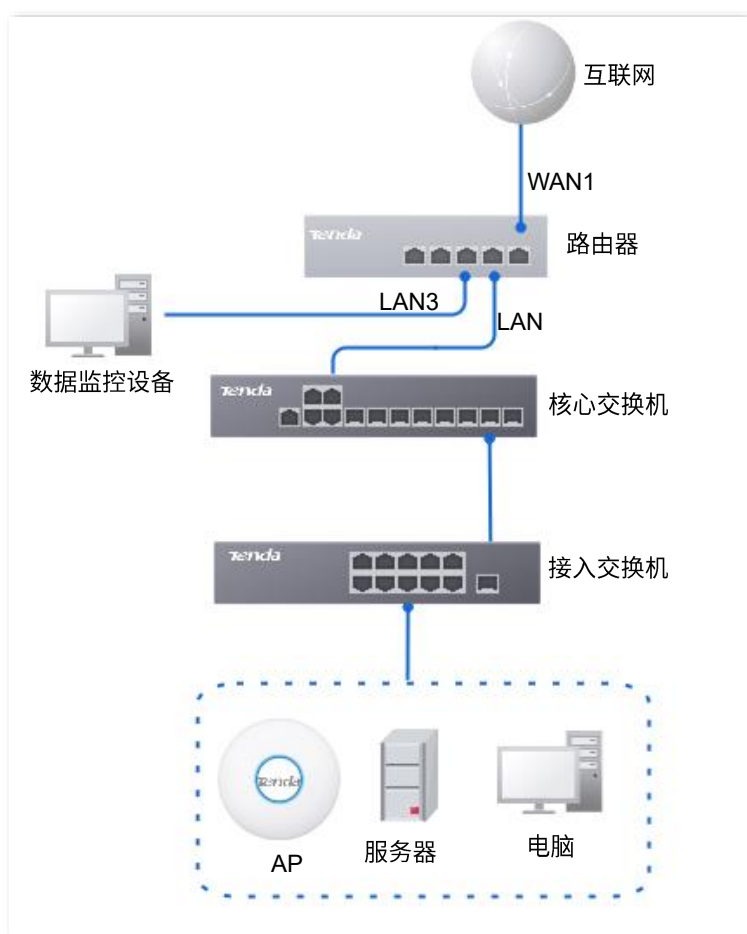 互联网
WAN1
Tenda
路由器
LAN3
LAN
数据监控设备
Tenda
核心交换机
Tenda
接入交换机
Tenda
AP
服务器
电脑